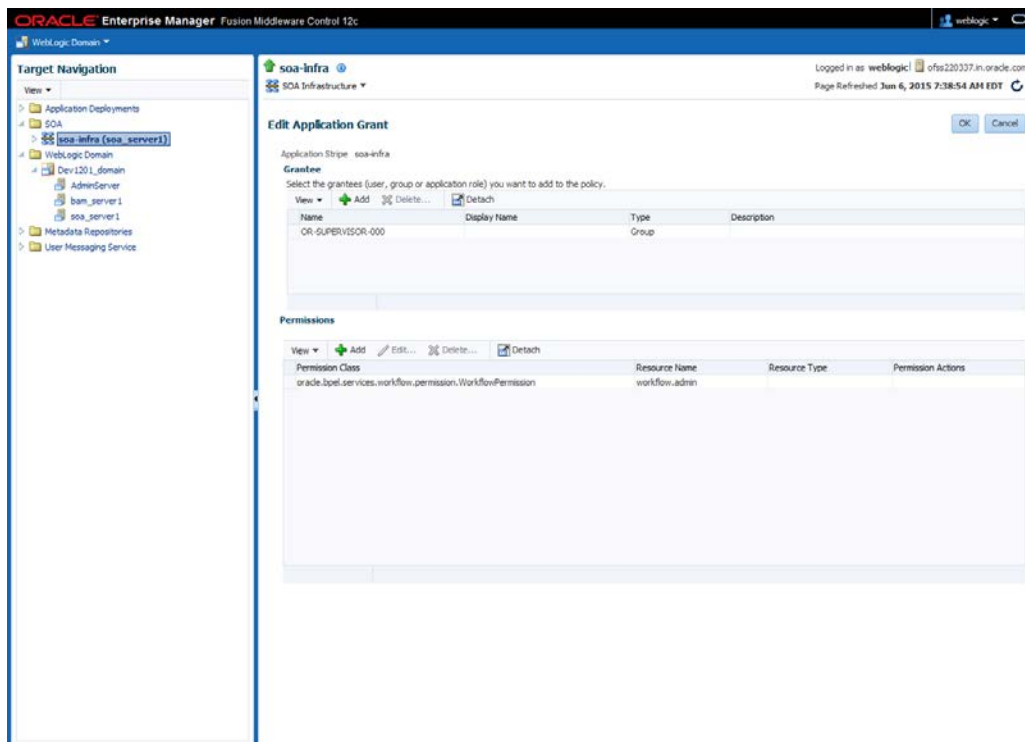 ORACLE Enterprise Manager Fusion Middleware Control 12c
weblogic
WebLogic Domain
Target Navigation
View
Application Deployments
SOA
soa-infra (soa_server1)
WebLogic Domain
Dev1201_domain
AdminServer
bam_server1
soa_server1
Metadata Repositories
User Messaging Service
soa-infra
SOA Infrastructure
Logged in as weblogic| ofss220337.in.oracle.com
Page Refreshed Jun 6, 2015 7:38:54 AM EDT
Edit Application Grant
OK Cancel
Application Stripe soa-infra
Grantee
Select the grantees (user, group or application role) you want to add to the policy.
View Add Delete... Detach
Name Display Name Type Description
OR-SUPERVISOR-000 Group
Permissions
View Add Edit... Delete... Detach
Permission Class Resource Name Resource Type Permission Actions
oracle.bpel.services.workflow.permission.WorkflowPermission workflow.admin